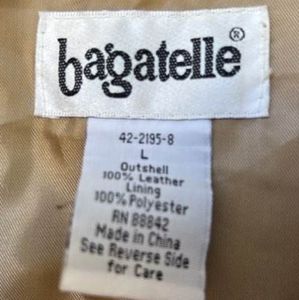 bagatelle®
42-2195-8
L
Outshell
100% Leather
Lining
100% Polyester
RN 88842
Made in China
See Reverse Side
for Care